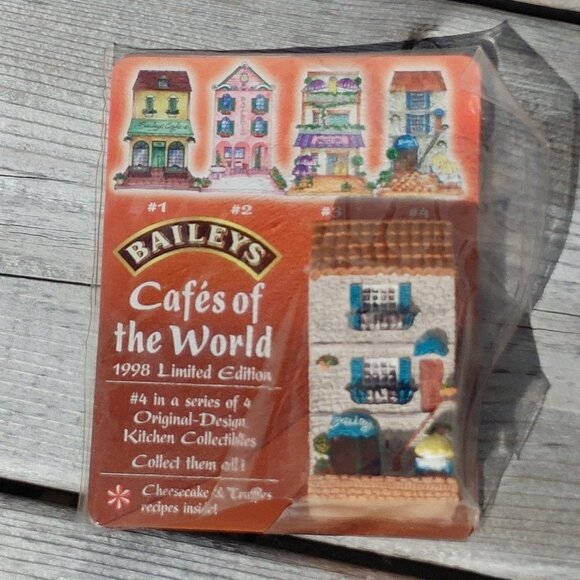 #1 #2 #3 #4
BAILEYS
Cafés of
the World
1998 Limited Edition
#4 in a series of 4
Original-Design
Kitchen Collectibles
Collect them all!
Cheesecake & Truffles
recipes inside!